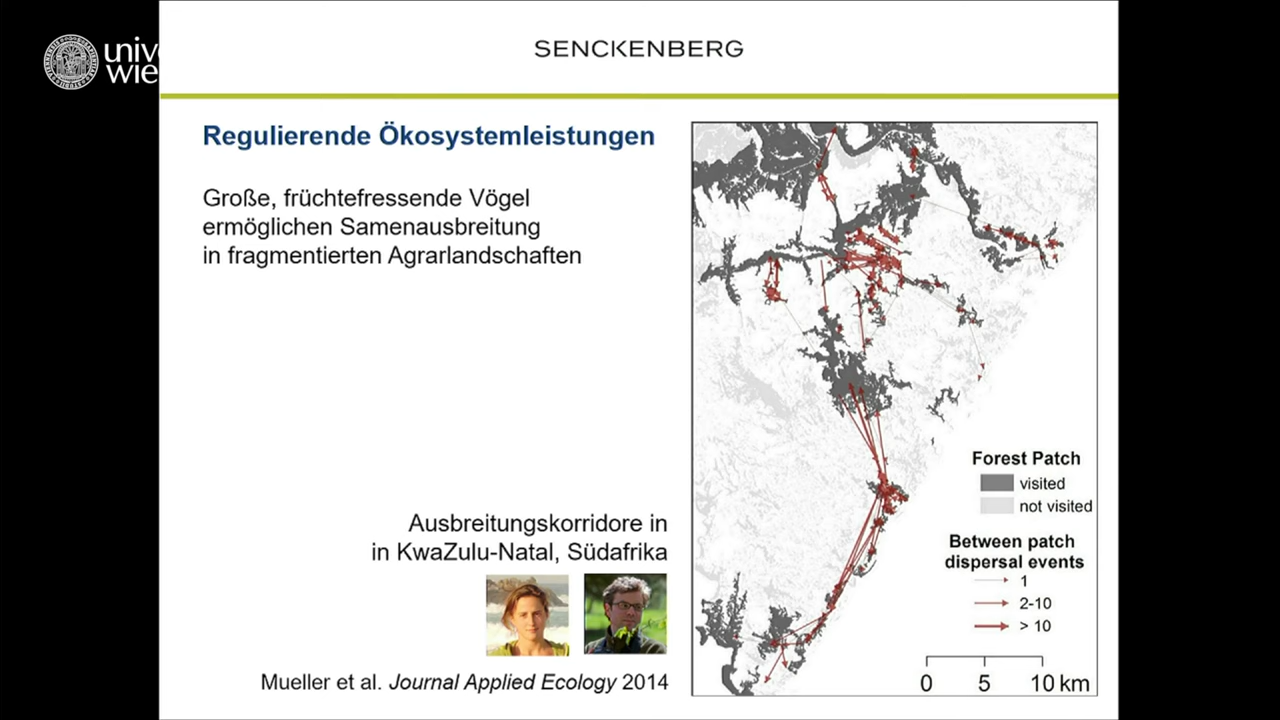 univ
wie
SENCKENBERG
Regulierende Ökosystemleistungen
Große, früchtefressende Vögel
ermöglichen Samenausbreitung
in fragmentierten Agrarlandschaften
Ausbreitungskorridore in
in KwaZulu-Natal, Südafrika
Mueller et al. Journal Applied Ecology 2014
Forest Patch
visited
not visited
Between patch
dispersal events
1
2-10
> 10
0 5 10 km